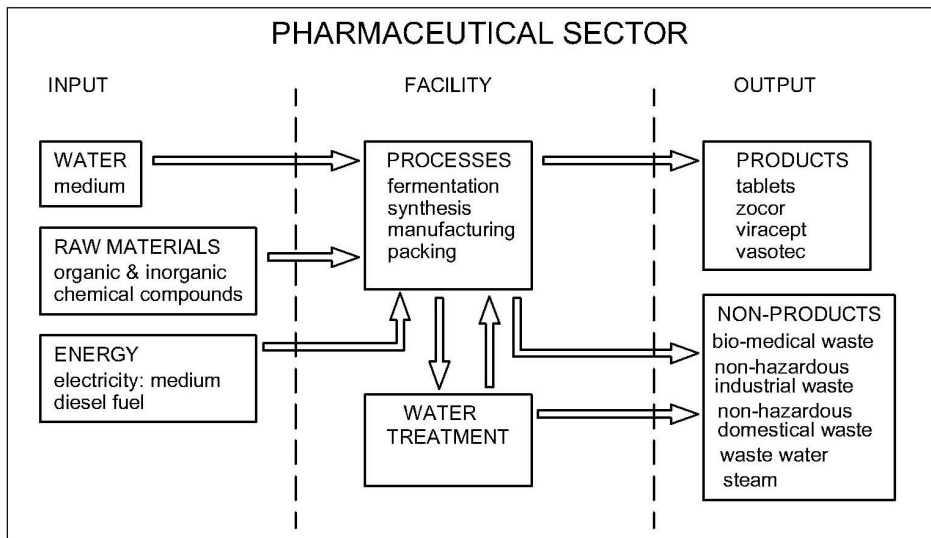 PHARMACEUTICAL SECTOR
INPUT
FACILITY
OUTPUT
WATER
medium
RAW MATERIALS
organic & inorganic
chemical compounds
ENERGY
electricity: medium
diesel fuel
PROCESSES
fermentation
synthesis
manufacturing
packing
WATER
TREATMENT
PRODUCTS
tablets
zocor
viracept
vasotec
NON-PRODUCTS
bio-medical waste
non-hazardous
industrial waste
non-hazardous
domestical waste
waste water
steam